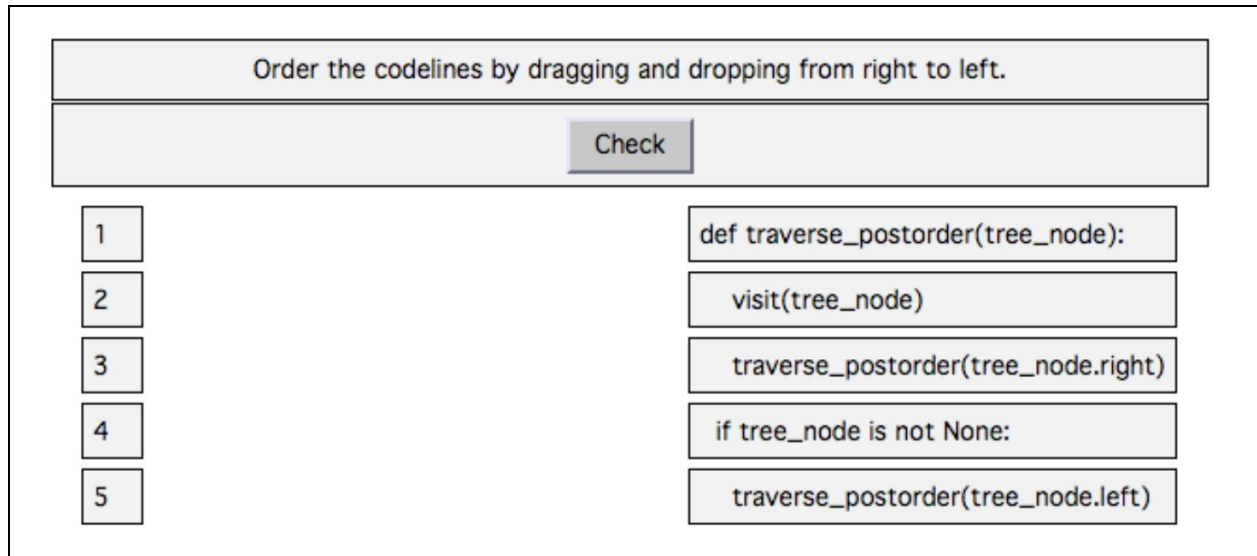 Order the codelines by dragging and dropping from right to left.
Check
1 def traverse_postorder(tree_node):
2 visit(tree_node)
3 traverse_postorder(tree_node.right)
4 if tree_node is not None:
5 traverse_postorder(tree_node.left)